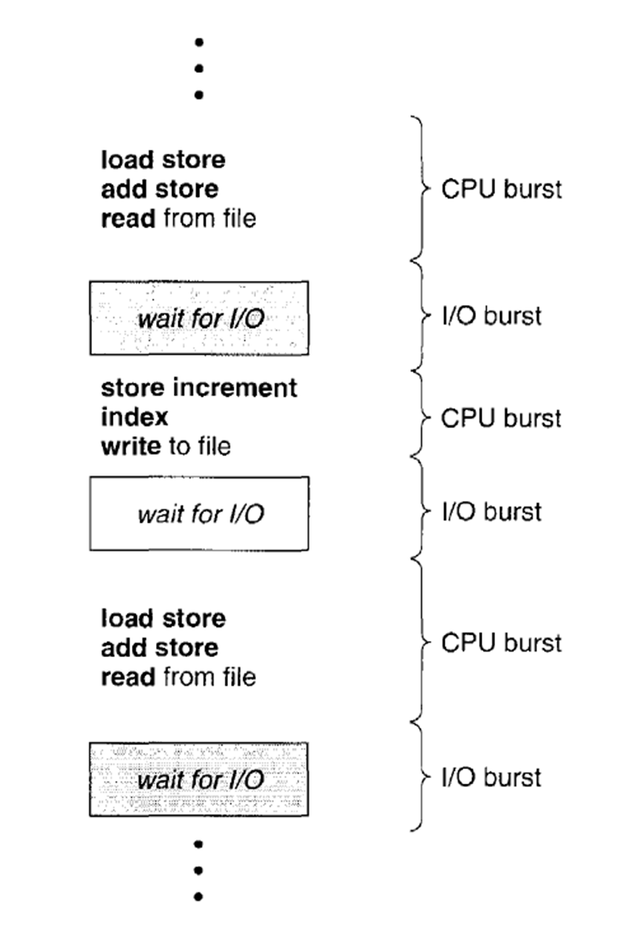 load store
add store
read from file
CPU burst
wait for I/O
I/O burst
store increment
index
write to file
CPU burst
wait for I/O
I/O burst
load store
add store
read from file
CPU burst
wait for I/O
I/O burst